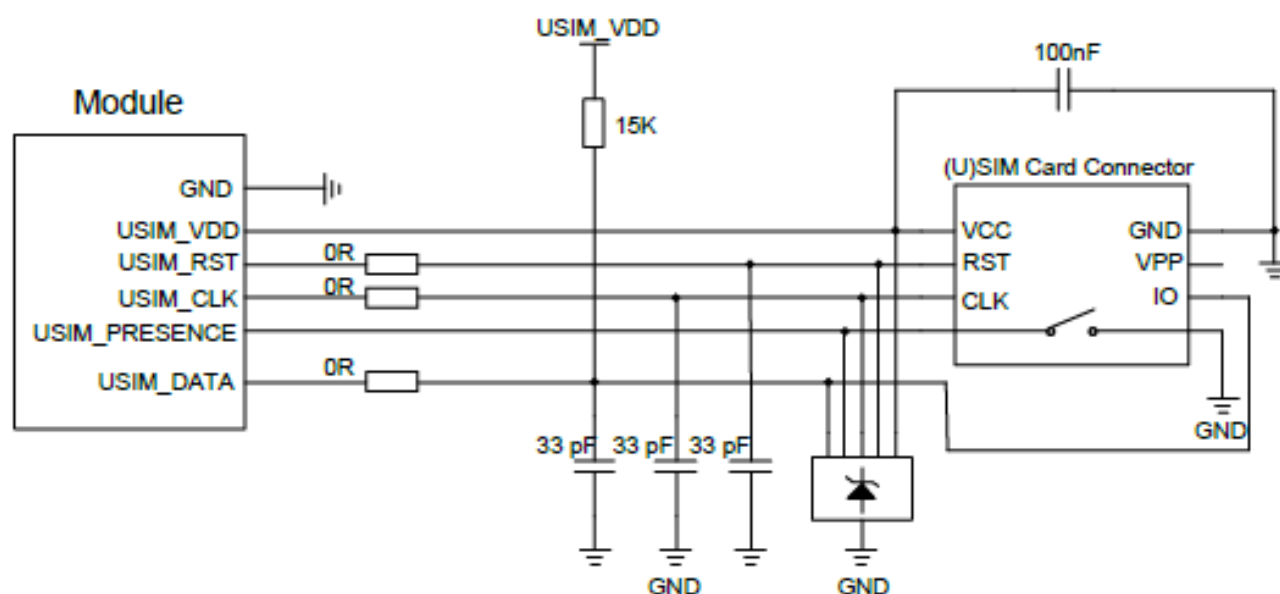 USIM_VDD
100nF
Module
15K
(U)SIM Card Connector
GND
USIM_VDD
VCC
GND
0R
USIM_RST
RST
VPP
0R
USIM_CLK
CLK
IO
USIM_PRESENCE
0R
USIM_DATA
GND
33 pF
33 pF
33 pF
GND
GND